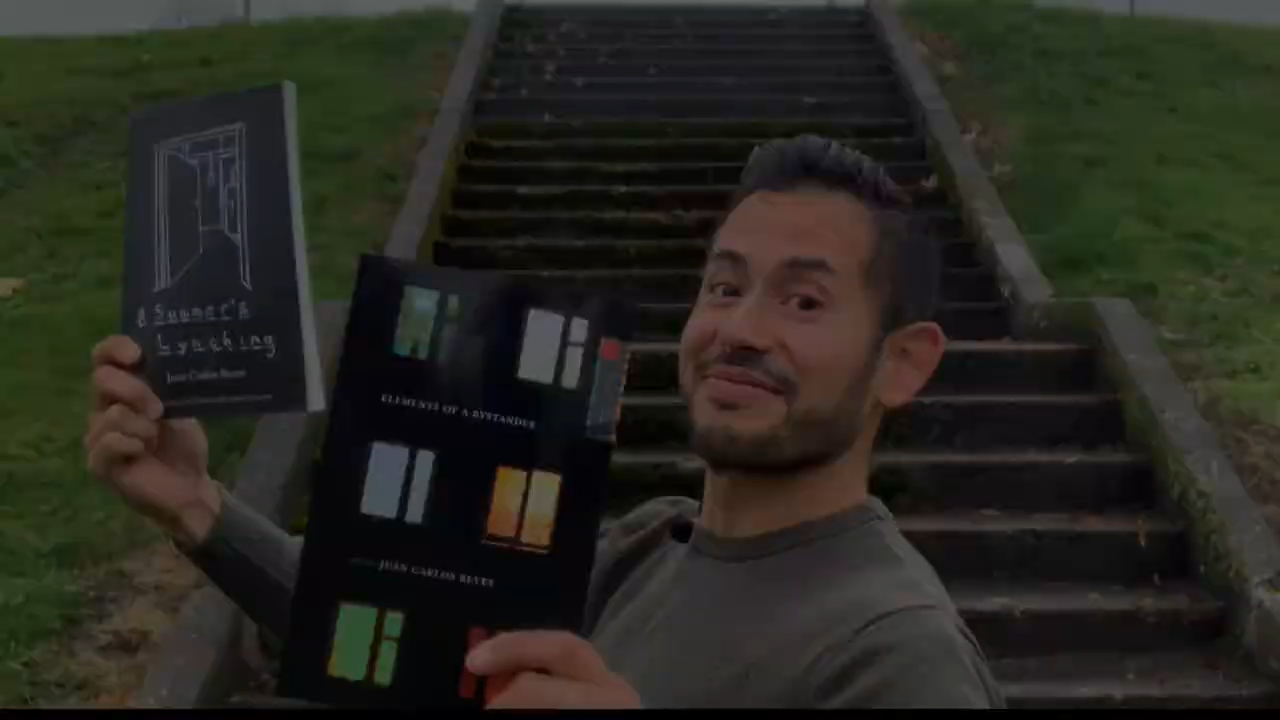 A Summer's
Lynching
Juan Carlos Reyes
ELEMENTS OF A BYSTANDER
JUAN CARLOS REYES